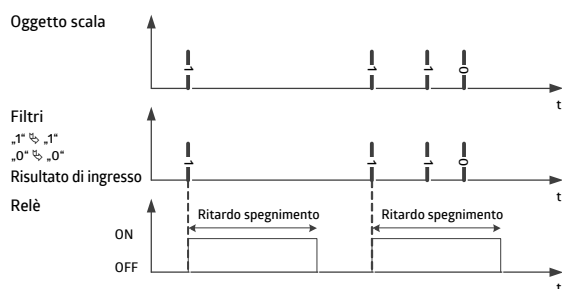 Oggetto scala
1 1 1 0
t
Filtri
„1“ ↪ „1“
„0“ ↪ „0“
Risultato di ingresso
1 1 1 0
t
Relè
Ritardo spegnimento Ritardo spegnimento
ON
OFF
t